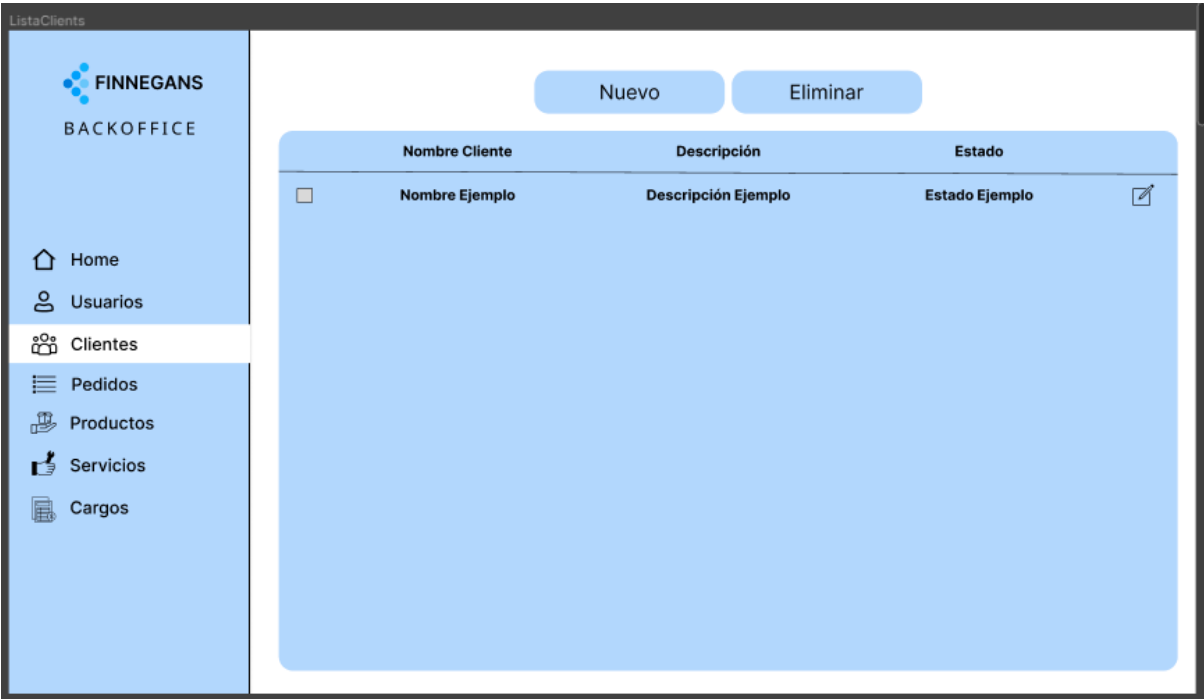 ListaClients
FINNEGANS
BACKOFFICE
Home
Usuarios
Clientes
Pedidos
Productos
Servicios
Cargos
Nuevo Eliminar
Nombre Cliente Descripción Estado
Nombre Ejemplo Descripción Ejemplo Estado Ejemplo